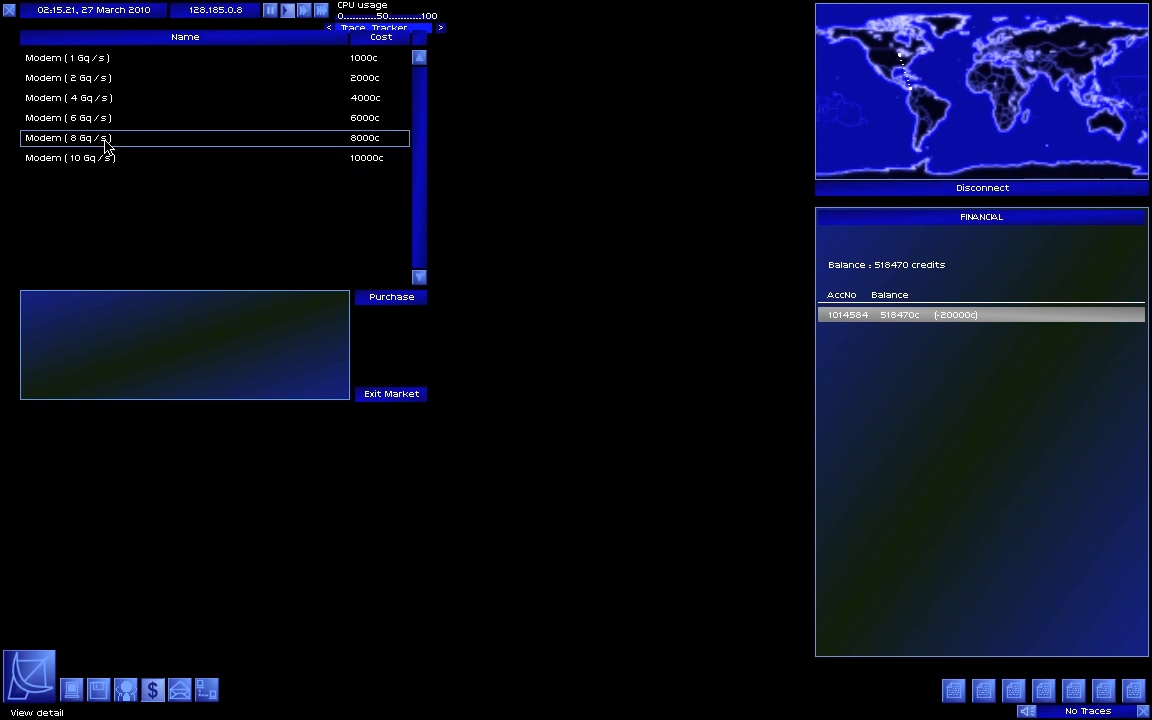 02:15.21, 27 March 2010 128.185.0.8 CPU usage
0...........50...........100
< Trace_Tracker >
Name Cost
Modem ( 1 Gq/s ) 1000c
Modem ( 2 Gq/s ) 2000c
Modem ( 4 Gq/s ) 4000c
Modem ( 6 Gq/s ) 6000c
Modem ( 8 Gq/s ) 8000c
Modem ( 10 Gq/s ) 10000c
Purchase
Exit Market
Disconnect
FINANCIAL
Balance : 518470 credits
AccNo Balance
1014584 518470c (-20000c)
$
View detail
No Traces